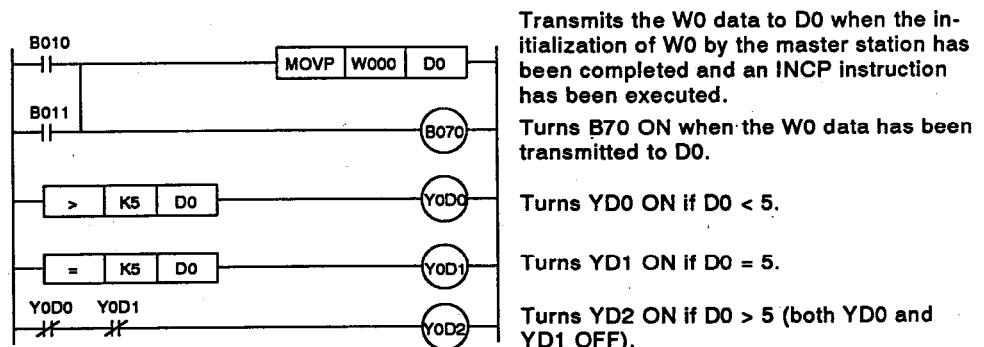 Transmits the W0 data to D0 when the in-
itialization of W0 by the master station has
been completed and an INCP instruction
has been executed.
B010
MOVP W000 D0
B011
B070
Turns B70 ON when the W0 data has been
transmitted to D0.
> K5 D0
Y0D0
Turns YD0 ON if D0 < 5.
= K5 D0
Y0D1
Turns YD1 ON if D0 = 5.
Y0D0 Y0D1
Y0D2
Turns YD2 ON if D0 > 5 (both YD0 and
YD1 OFF).